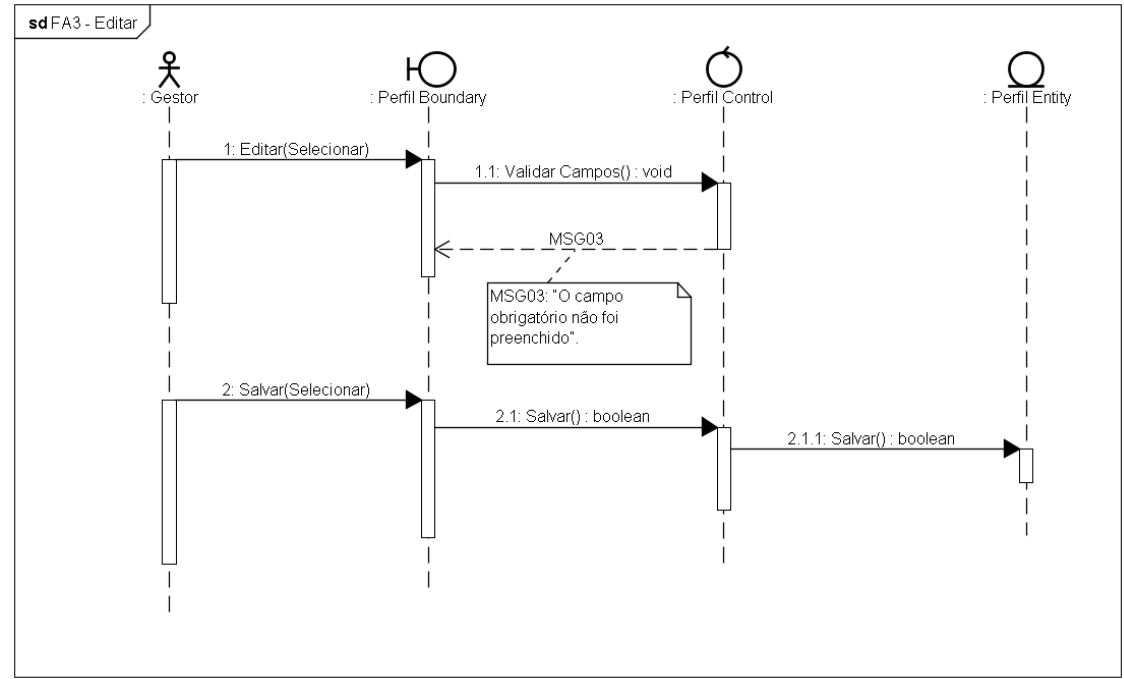 sd FA3 - Editar
: Gestor
: Perfil Boundary
: Perfil Control
: Perfil Entity
1: Editar(Selecionar)
1.1: Validar Campos() : void
MSG03
MSG03: "O campo
obrigatório não foi
preenchido".
2: Salvar(Selecionar)
2.1: Salvar() : boolean
2.1.1: Salvar() : boolean